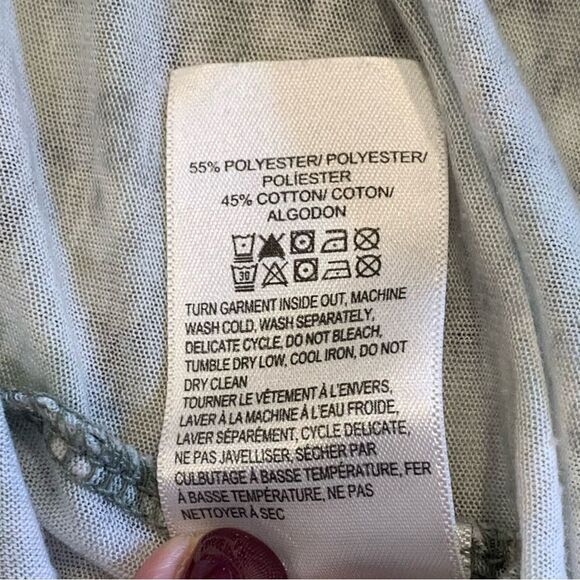 55% POLYESTER/ POLYESTER/
POLÍESTER
45% COTTON/ COTON/
ALGODON
30
TURN GARMENT INSIDE OUT, MACHINE
WASH COLD, WASH SEPARATELY,
DELICATE CYCLE, DO NOT BLEACH,
TUMBLE DRY LOW, COOL IRON, DO NOT
DRY CLEAN
TOURNER LE VÊTEMENT À L'ENVERS,
LAVER À LA MACHINE À L'EAU FROIDE,
LAVER SÉPARÉMENT, CYCLE DELICATE,
NE PAS JAVELLISER, SÉCHER PAR
CULBUTAGE À BASSE TEMPÉRATURE, FER
À BASSE TEMPÉRATURE, NE PAS
NETTOYER À SEC